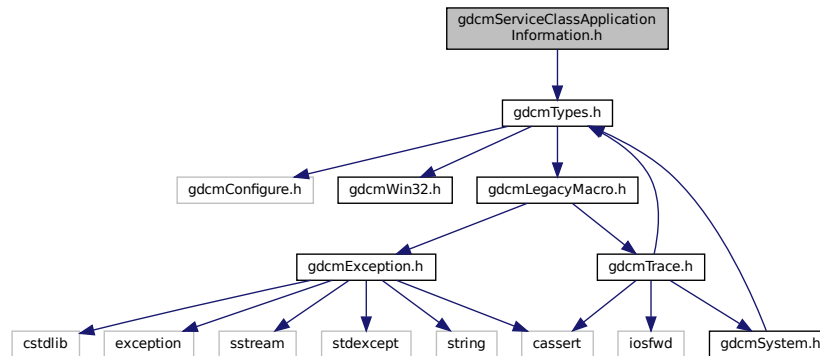 gdcmServiceClassApplication
Information.h
gdcmTypes.h
gdcmConfigure.h
gdcmWin32.h
gdcmLegacyMacro.h
gdcmException.h
gdcmTrace.h
cstdlib
exception
sstream
stdexcept
string
cassert
iosfwd
gdcmSystem.h